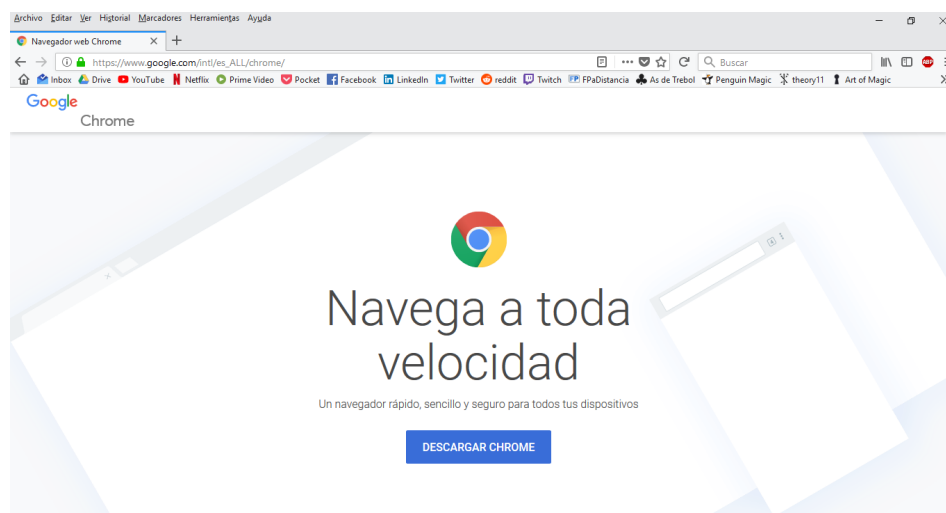 Archivo Editar Ver Historial Marcadores Herramientas Ayuda
Navegador web Chrome
https://www.google.com/intl/es_ALL/chrome/
Buscar
Inbox Drive YouTube Netflix Prime Video Pocket Facebook LinkedIn Twitter reddit Twitch FPaDistancia As de Trebol Penguin Magic theory11 Art of Magic
Google
Chrome
Navega a toda
velocidad
Un navegador rápido, sencillo y seguro para todos tus dispositivos
DESCARGAR CHROME